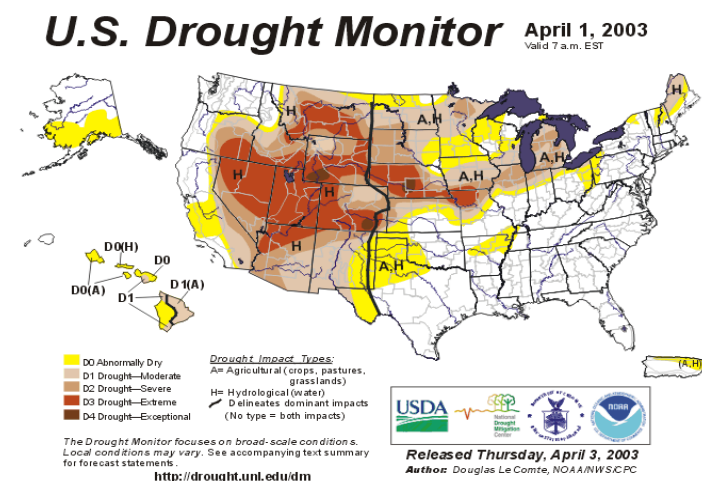 U.S. Drought Monitor
April 1, 2003
Valid 7 a.m. EST
H
H
A,H
A,H
H
H
A,H
H
A,H
D0(H)
D0
D0(A)
D1
D1(A)
(A,H)
D0 Abnormally Dry
D1 Drought—Moderate
D2 Drought—Severe
D3 Drought—Extreme
D4 Drought—Exceptional
Drought Impact Types:
A= Agricultural (crops, pastures,
grasslands)
H= Hydrological (water)
Delineates dominant impacts
(No type = both impacts)
USDA
National
Drought
Mitigation
Center
NOAA
The Drought Monitor focuses on broad-scale conditions.
Local conditions may vary. See accompanying text summary
for forecast statements.
http://drought.unl.edu/dm
Released Thursday, April 3, 2003
Author: Douglas Le Comte, NOAA/NWS/CPC